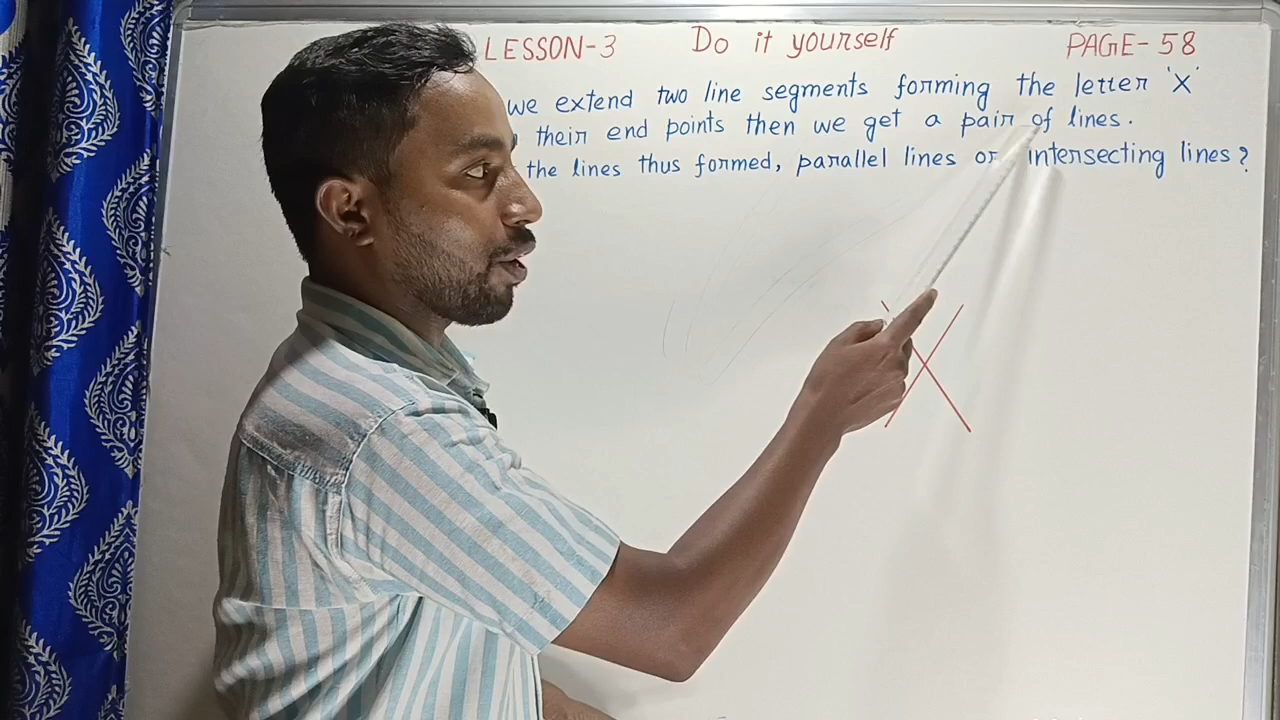 LESSON-3 Do it yourself PAGE-58
we extend two line segments forming the letter 'X'
their end points then we get a pair of lines.
the lines thus formed, parallel lines or intersecting lines?